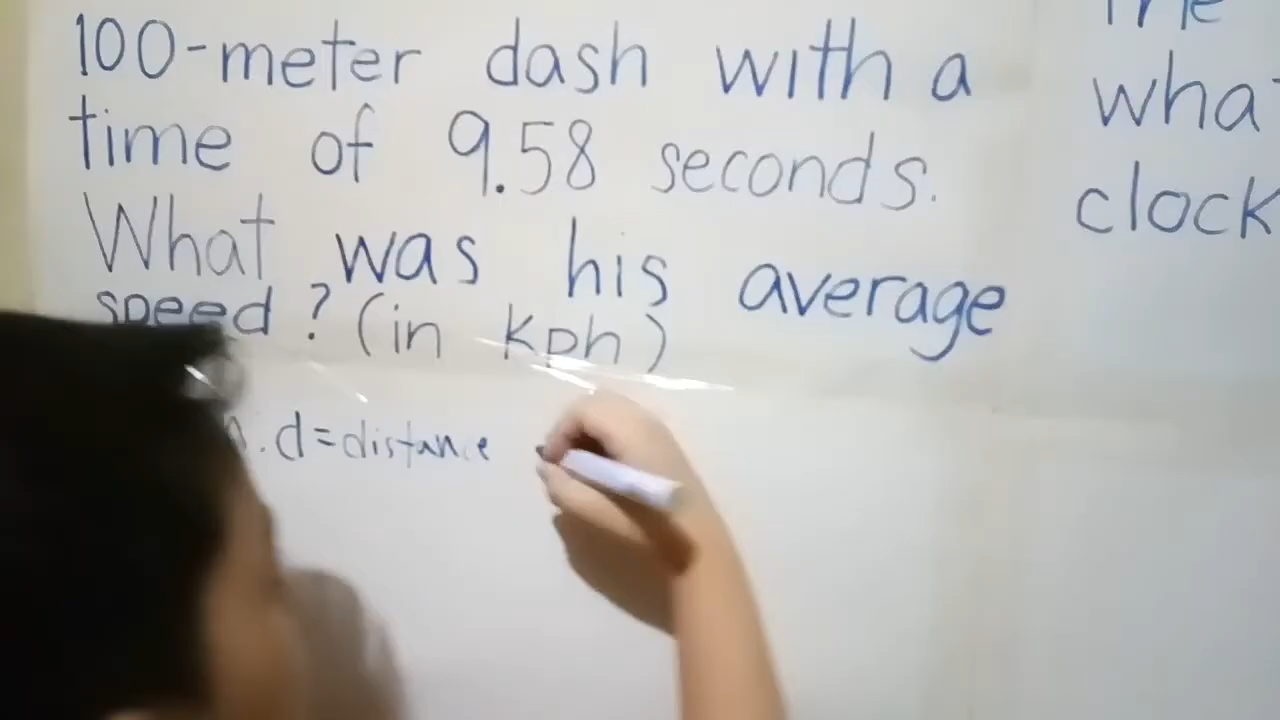 100-meter dash with a
time of 9.58 seconds.
What was his average
speed? (in kph)
d=distance
wha
clock